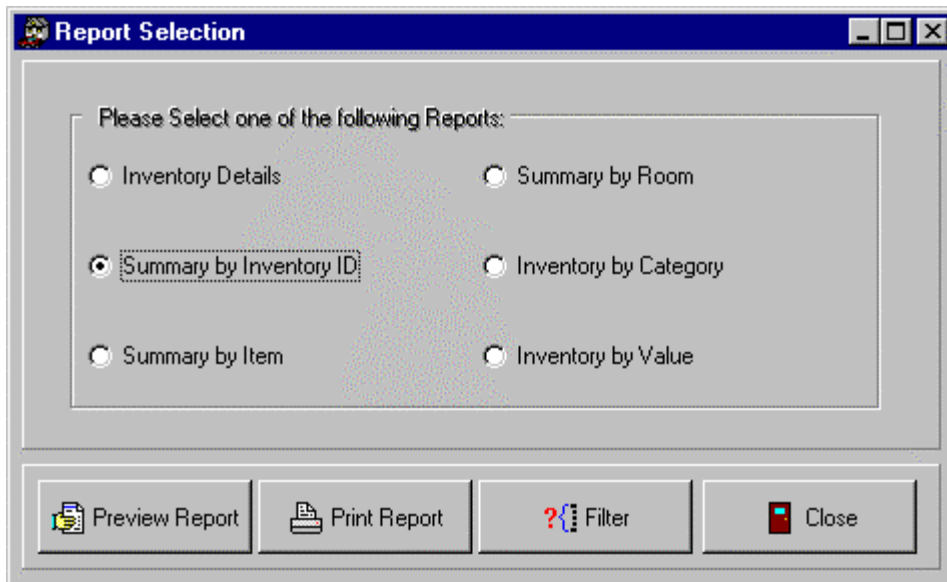 Report Selection
Please Select one of the following Reports:
Inventory Details
Summary by Room
Summary by Inventory ID
Inventory by Category
Summary by Item
Inventory by Value
Preview Report
Print Report
?{ Filter
Close